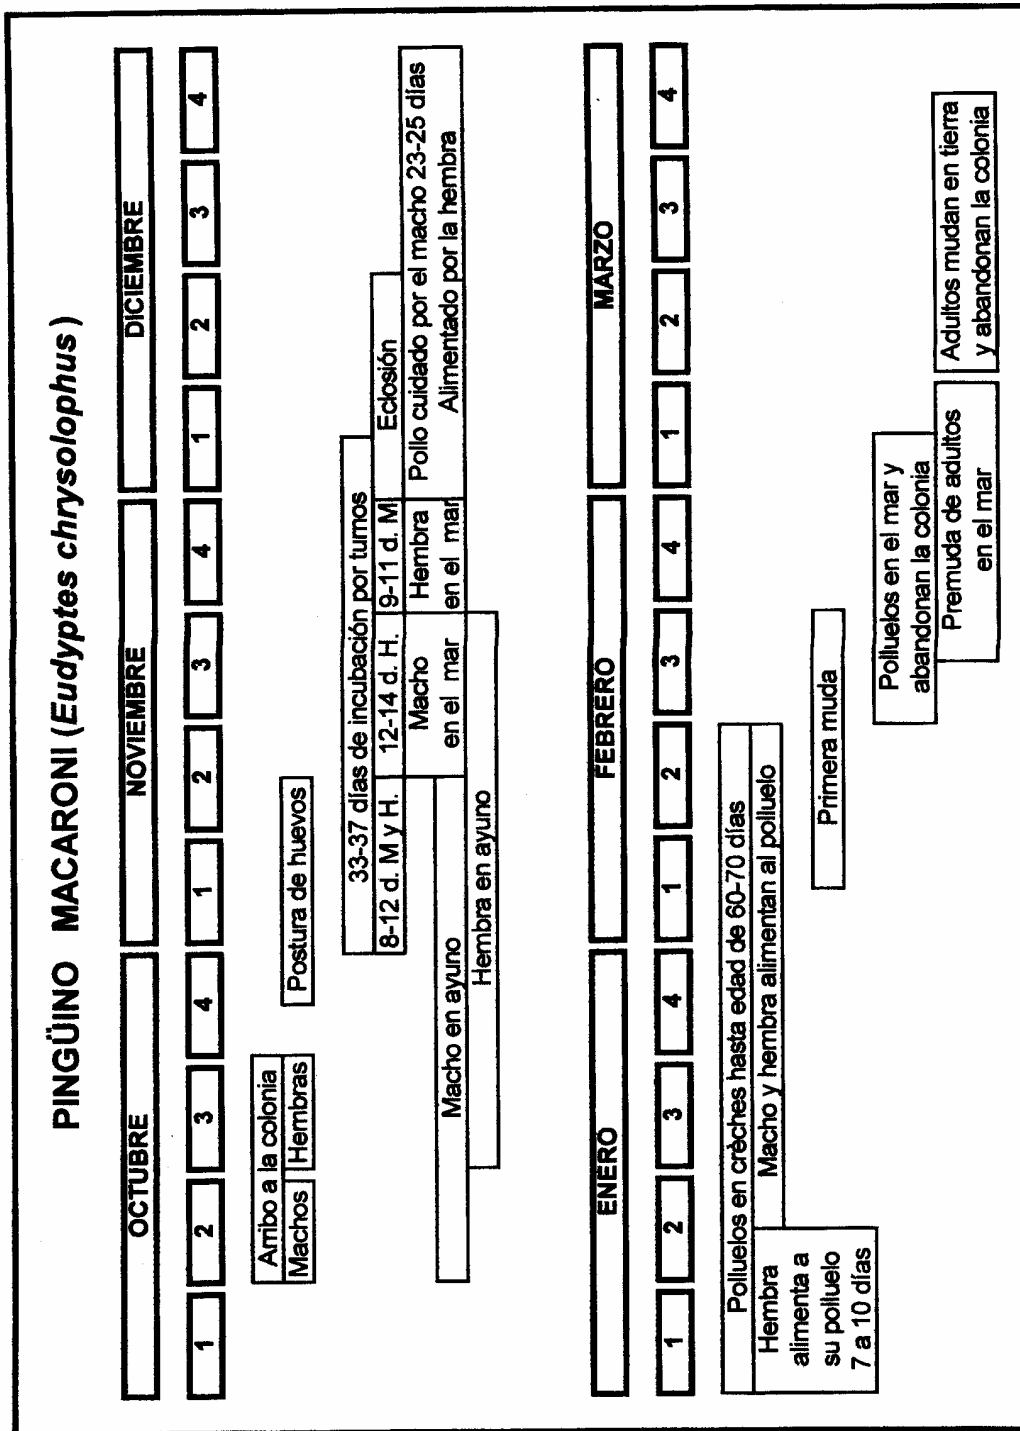 PINGÜINO MACARONI (Eudyptes chrysolophus)
OCTUBRE NOVIEMBRE DICIEMBRE
1 2 3 4 1 2 3 4 1 2 3 4
Arribo a la colonia
Machos Hembras Postura de huevos
33-37 días de incubación por turnos
8-12 d. M y H. 12-14 d. H. 9-11 d. M Eclosión
Macho Hembra Pollo cuidado por el macho 23-25 días
en el mar en el mar Alimentado por la hembra
Macho en ayuno
Hembra en ayuno
ENERO FEBRERO MARZO
1 2 3 4 1 2 3 4 1 2 3 4
Polluelos en crèches hasta edad de 60-70 días
Hembra Macho y hembra alimentan al polluelo
alimenta a
su polluelo Primera muda
7 a 10 días
Polluelos en el mar y
abandonan la colonia
Premuda de adultos Adultos mudan en tierra
en el mar y abandonan la colonia